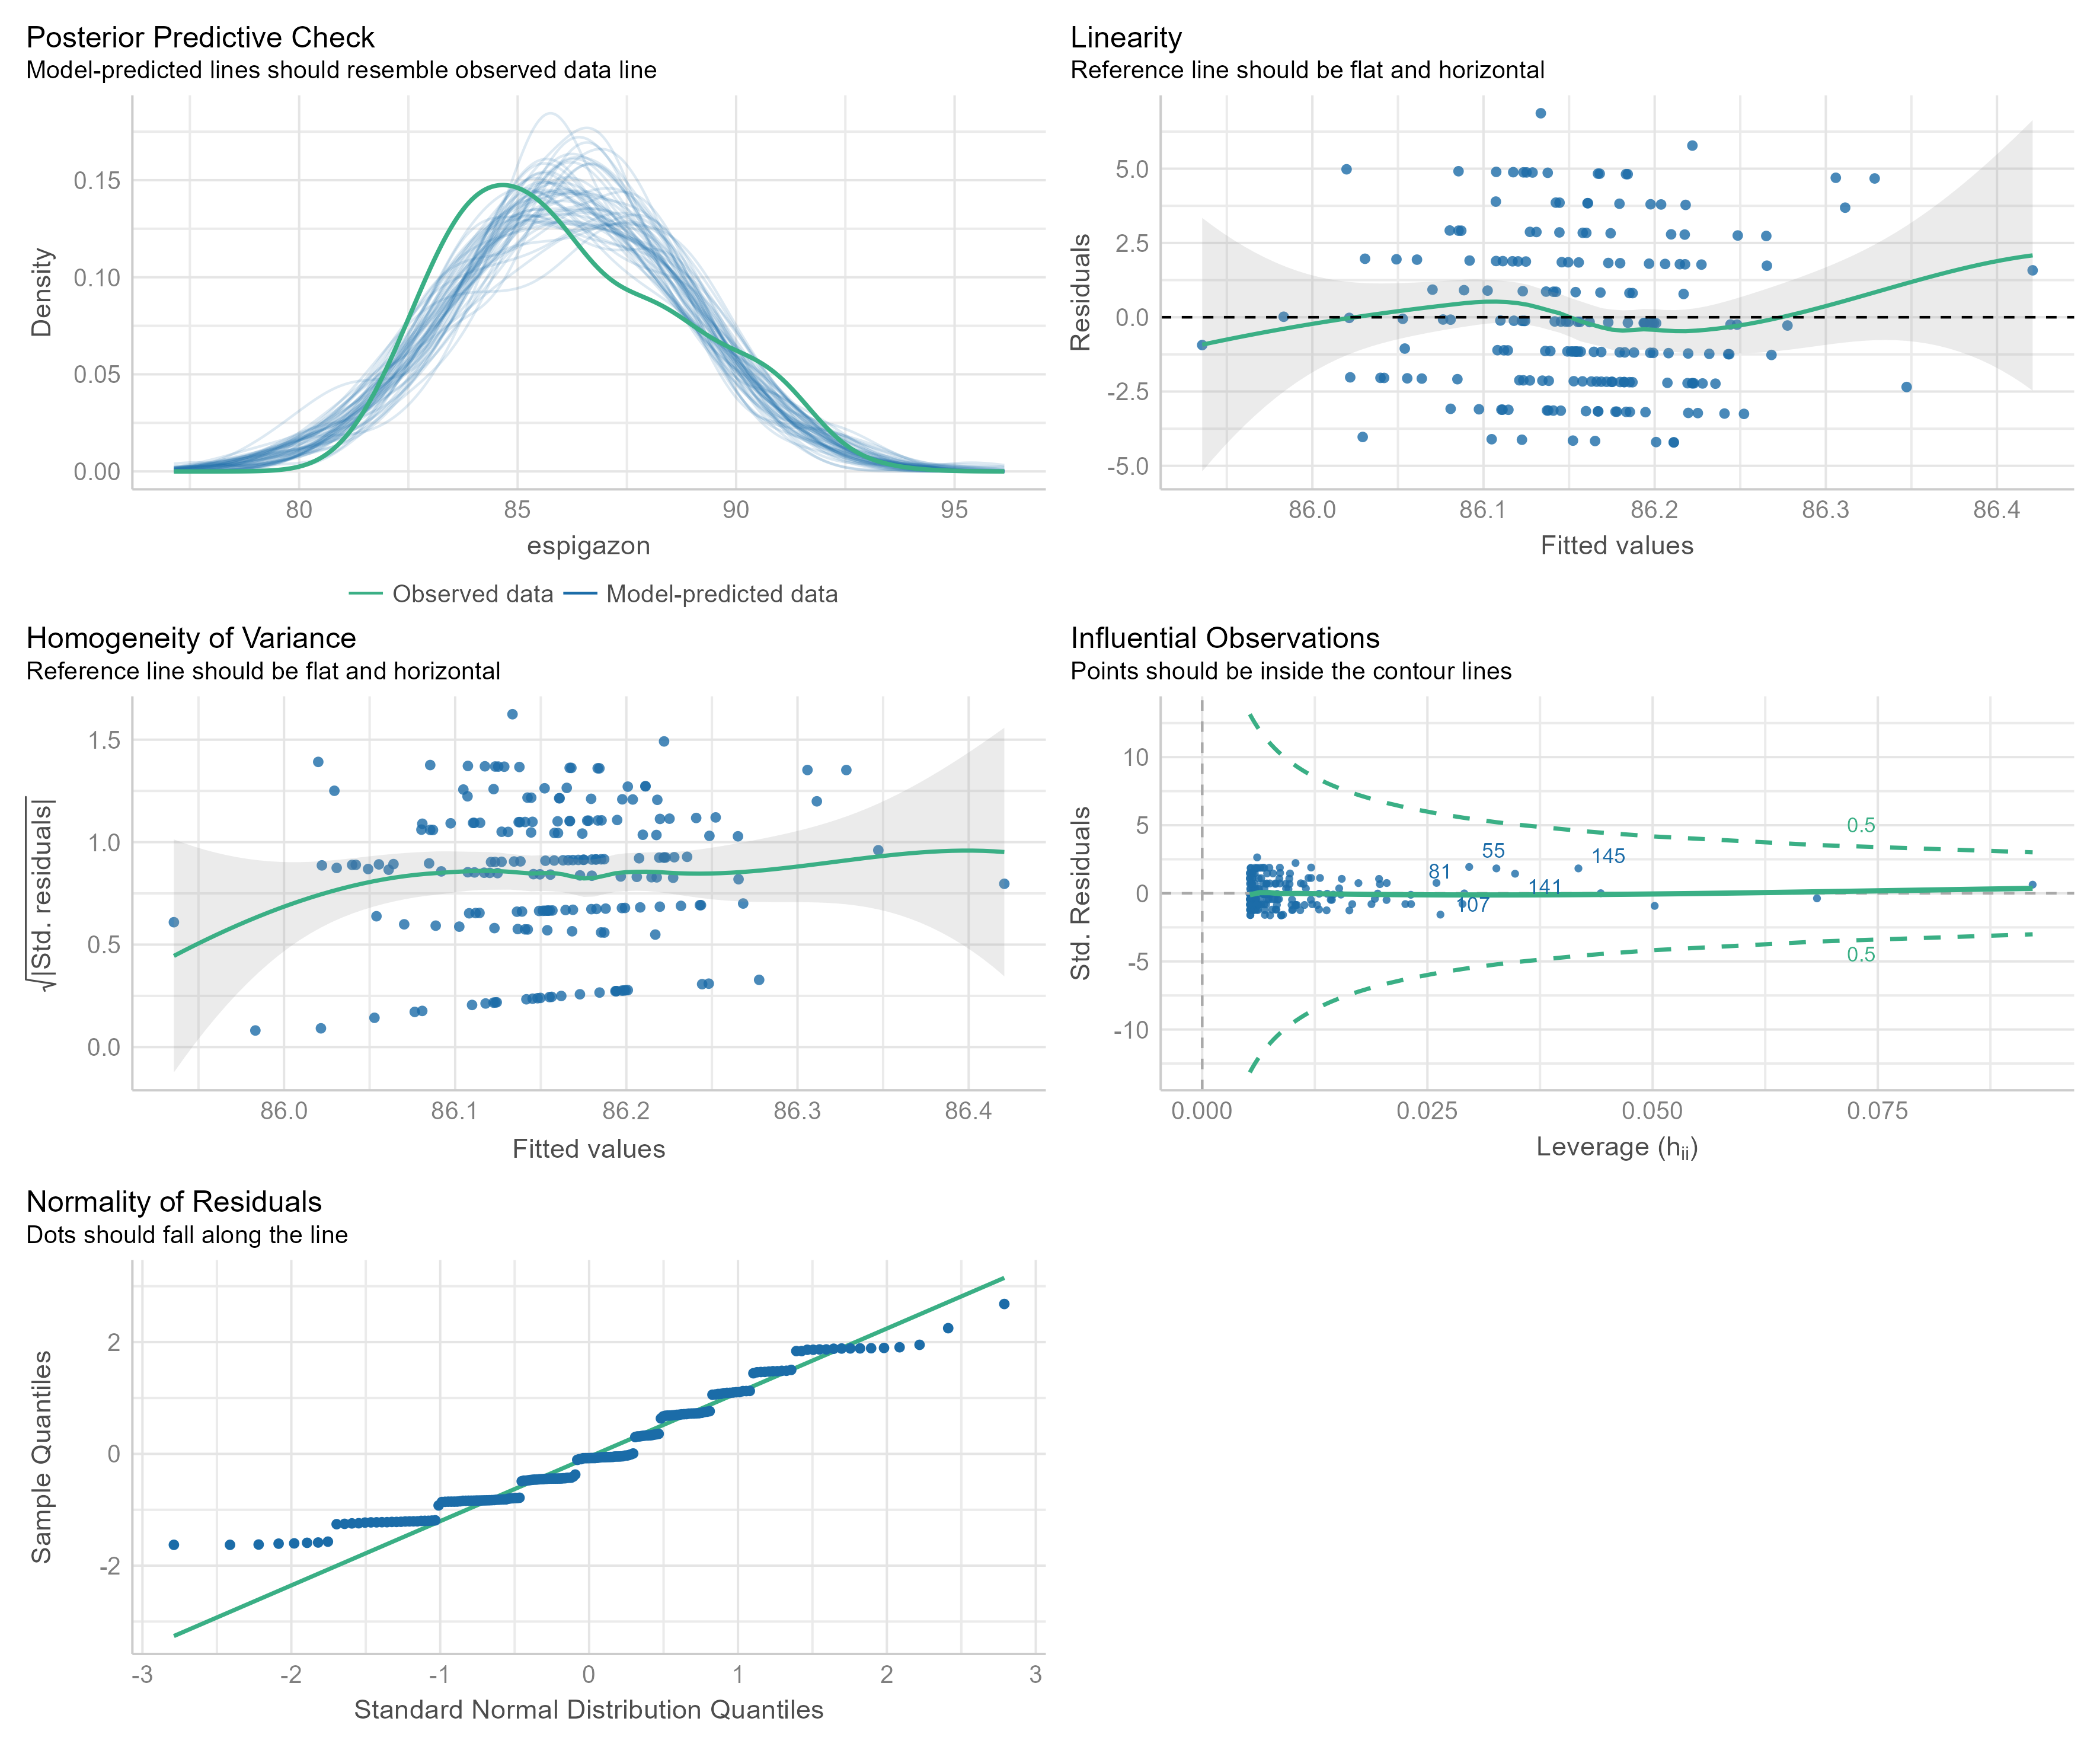 Posterior Predictive Check
Model-predicted lines should resemble observed data line
Density
0.15
0.10
0.05
0.00
80
85
90
95
espigazon
Observed data
Model-predicted data
Linearity
Reference line should be flat and horizontal
Residuals
5.0
2.5
0.0
-2.5
-5.0
86.0
86.1
86.2
86.3
86.4
Fitted values
Homogeneity of Variance
Reference line should be flat and horizontal
√|Std. residuals|
1.5
1.0
0.5
0.0
86.0
86.1
86.2
86.3
86.4
Fitted values
Influential Observations
Points should be inside the contour lines
Std. Residuals
10
5
0
-5
-10
0.5
55
145
81
141
107
0.5
0.000
0.025
0.050
0.075
Leverage (hii)
Normality of Residuals
Dots should fall along the line
Sample Quantiles
2
0
-2
-3
-2
-1
0
1
2
3
Standard Normal Distribution Quantiles